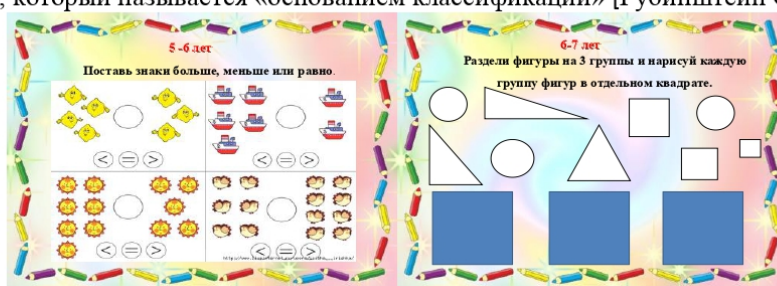 , который называется «основанием классификации» [Рубинштейн
5 -6 лет
Поставь знаки больше, меньше или равно.
< = >
< = >
< = >
< = >
6-7 лет
Раздели фигуры на 3 группы и нарисуй каждую
группу фигур в отдельном квадрате.